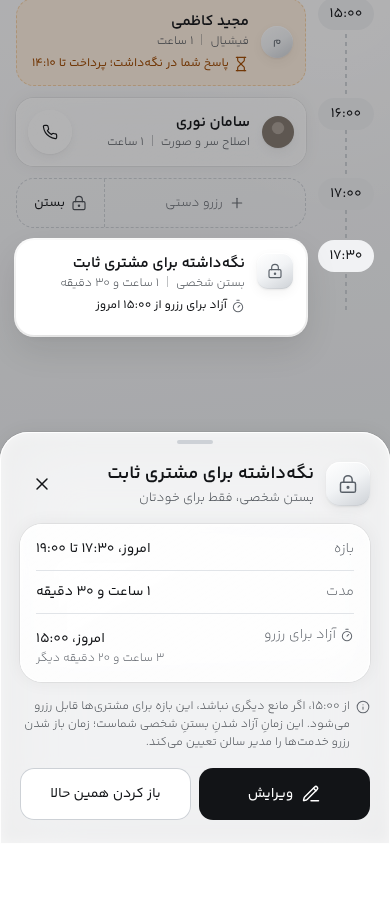 ۱۵:۰۰
مجید کاظمی
فیشیال | ۱ ساعت
م
پاسخ شما در نگه‌داشت؛ پرداخت تا ۱۴:۱۰
۱۶:۰۰
سامان نوری
اصلاح سر و صورت | ۱ ساعت
۱۷:۰۰
رزرو دستی
بستن
۱۷:۳۰
نگه‌داشته برای مشتری ثابت
بستن شخصی | ۱ ساعت و ۳۰ دقیقه
آزاد برای رزرو از ۱۵:۰۰ امروز
نگه‌داشته برای مشتری ثابت
بستن شخصی، فقط برای خودتان
بازه امروز، ۱۷:۳۰ تا ۱۹:۰۰
مدت ۱ ساعت و ۳۰ دقیقه
آزاد برای رزرو امروز، ۱۵:۰۰
۳ ساعت و ۲۰ دقیقه دیگر
از ۱۵:۰۰، اگر مانع دیگری نباشد، این بازه برای مشتری‌ها قابل رزرو
می‌شود. این زمانِ آزاد شدنِ بستنِ شخصی شماست؛ زمان باز شدن
رزرو خدمت‌ها را مدیر سالن تعیین می‌کند.
ویرایش
باز کردن همین حالا